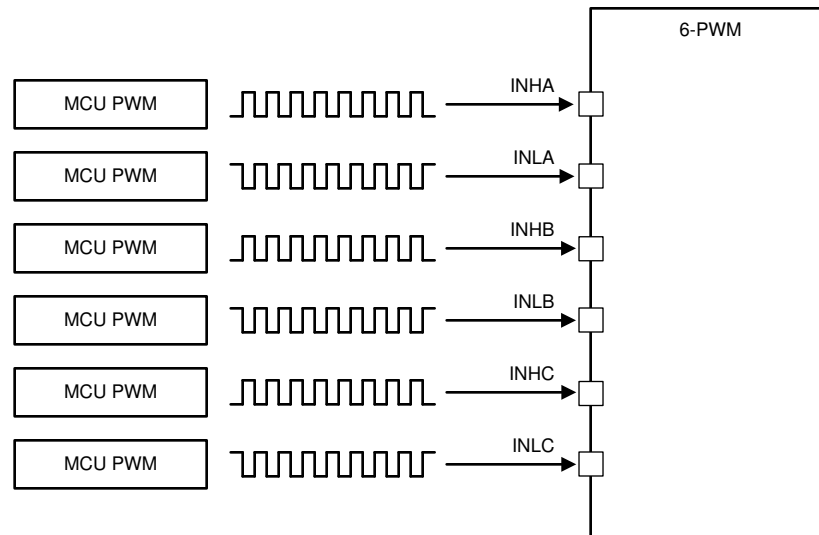 6-PWM
MCU PWM
INHA
MCU PWM
INLA
MCU PWM
INHB
MCU PWM
INLB
MCU PWM
INHC
MCU PWM
INLC